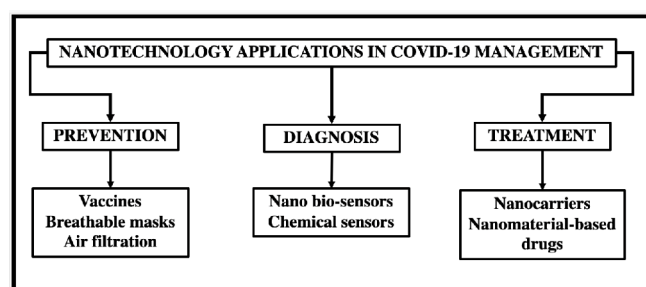 NANOTECHNOLOGY APPLICATIONS IN COVID-19 MANAGEMENT
PREVENTION
DIAGNOSIS
TREATMENT
Vaccines
Breathable masks
Air filtration
Nano bio-sensors
Chemical sensors
Nanocarriers
Nanomaterial-based
drugs